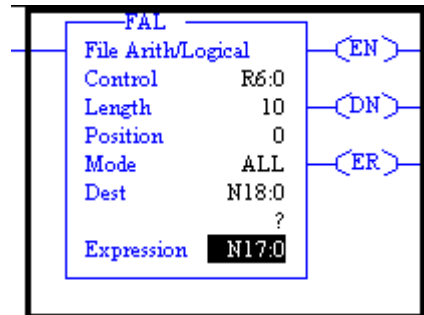 FAL
File Arith/Logical
EN
Control R6:0
Length 10
DN
Position 0
Mode ALL
ER
Dest N18:0
?
Expression N17:0